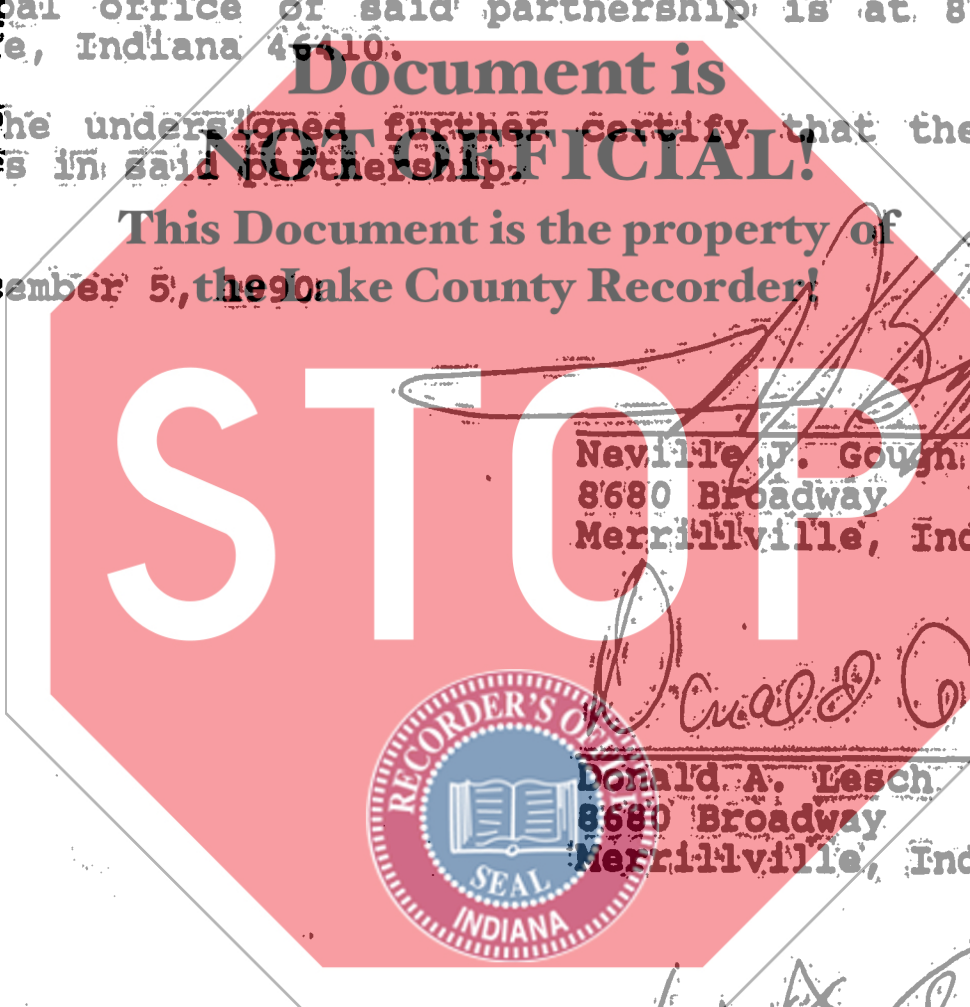 pal office of said partnership is at 8
e, Indiana 46410.
Document is
he undersigned further certify that the
NOT OFFICIAL!
s in said partnership.
This Document is the property of
ember 5, 1990.
the Lake County Recorder!
STOP
Neville J. Gough
8680 Broadway
Merrillville, Ind
Donald
RECORDER'S OFFICE
Donald A. Lesch
8680 Broadway
Merrillville, Ind
SEAL
INDIANA